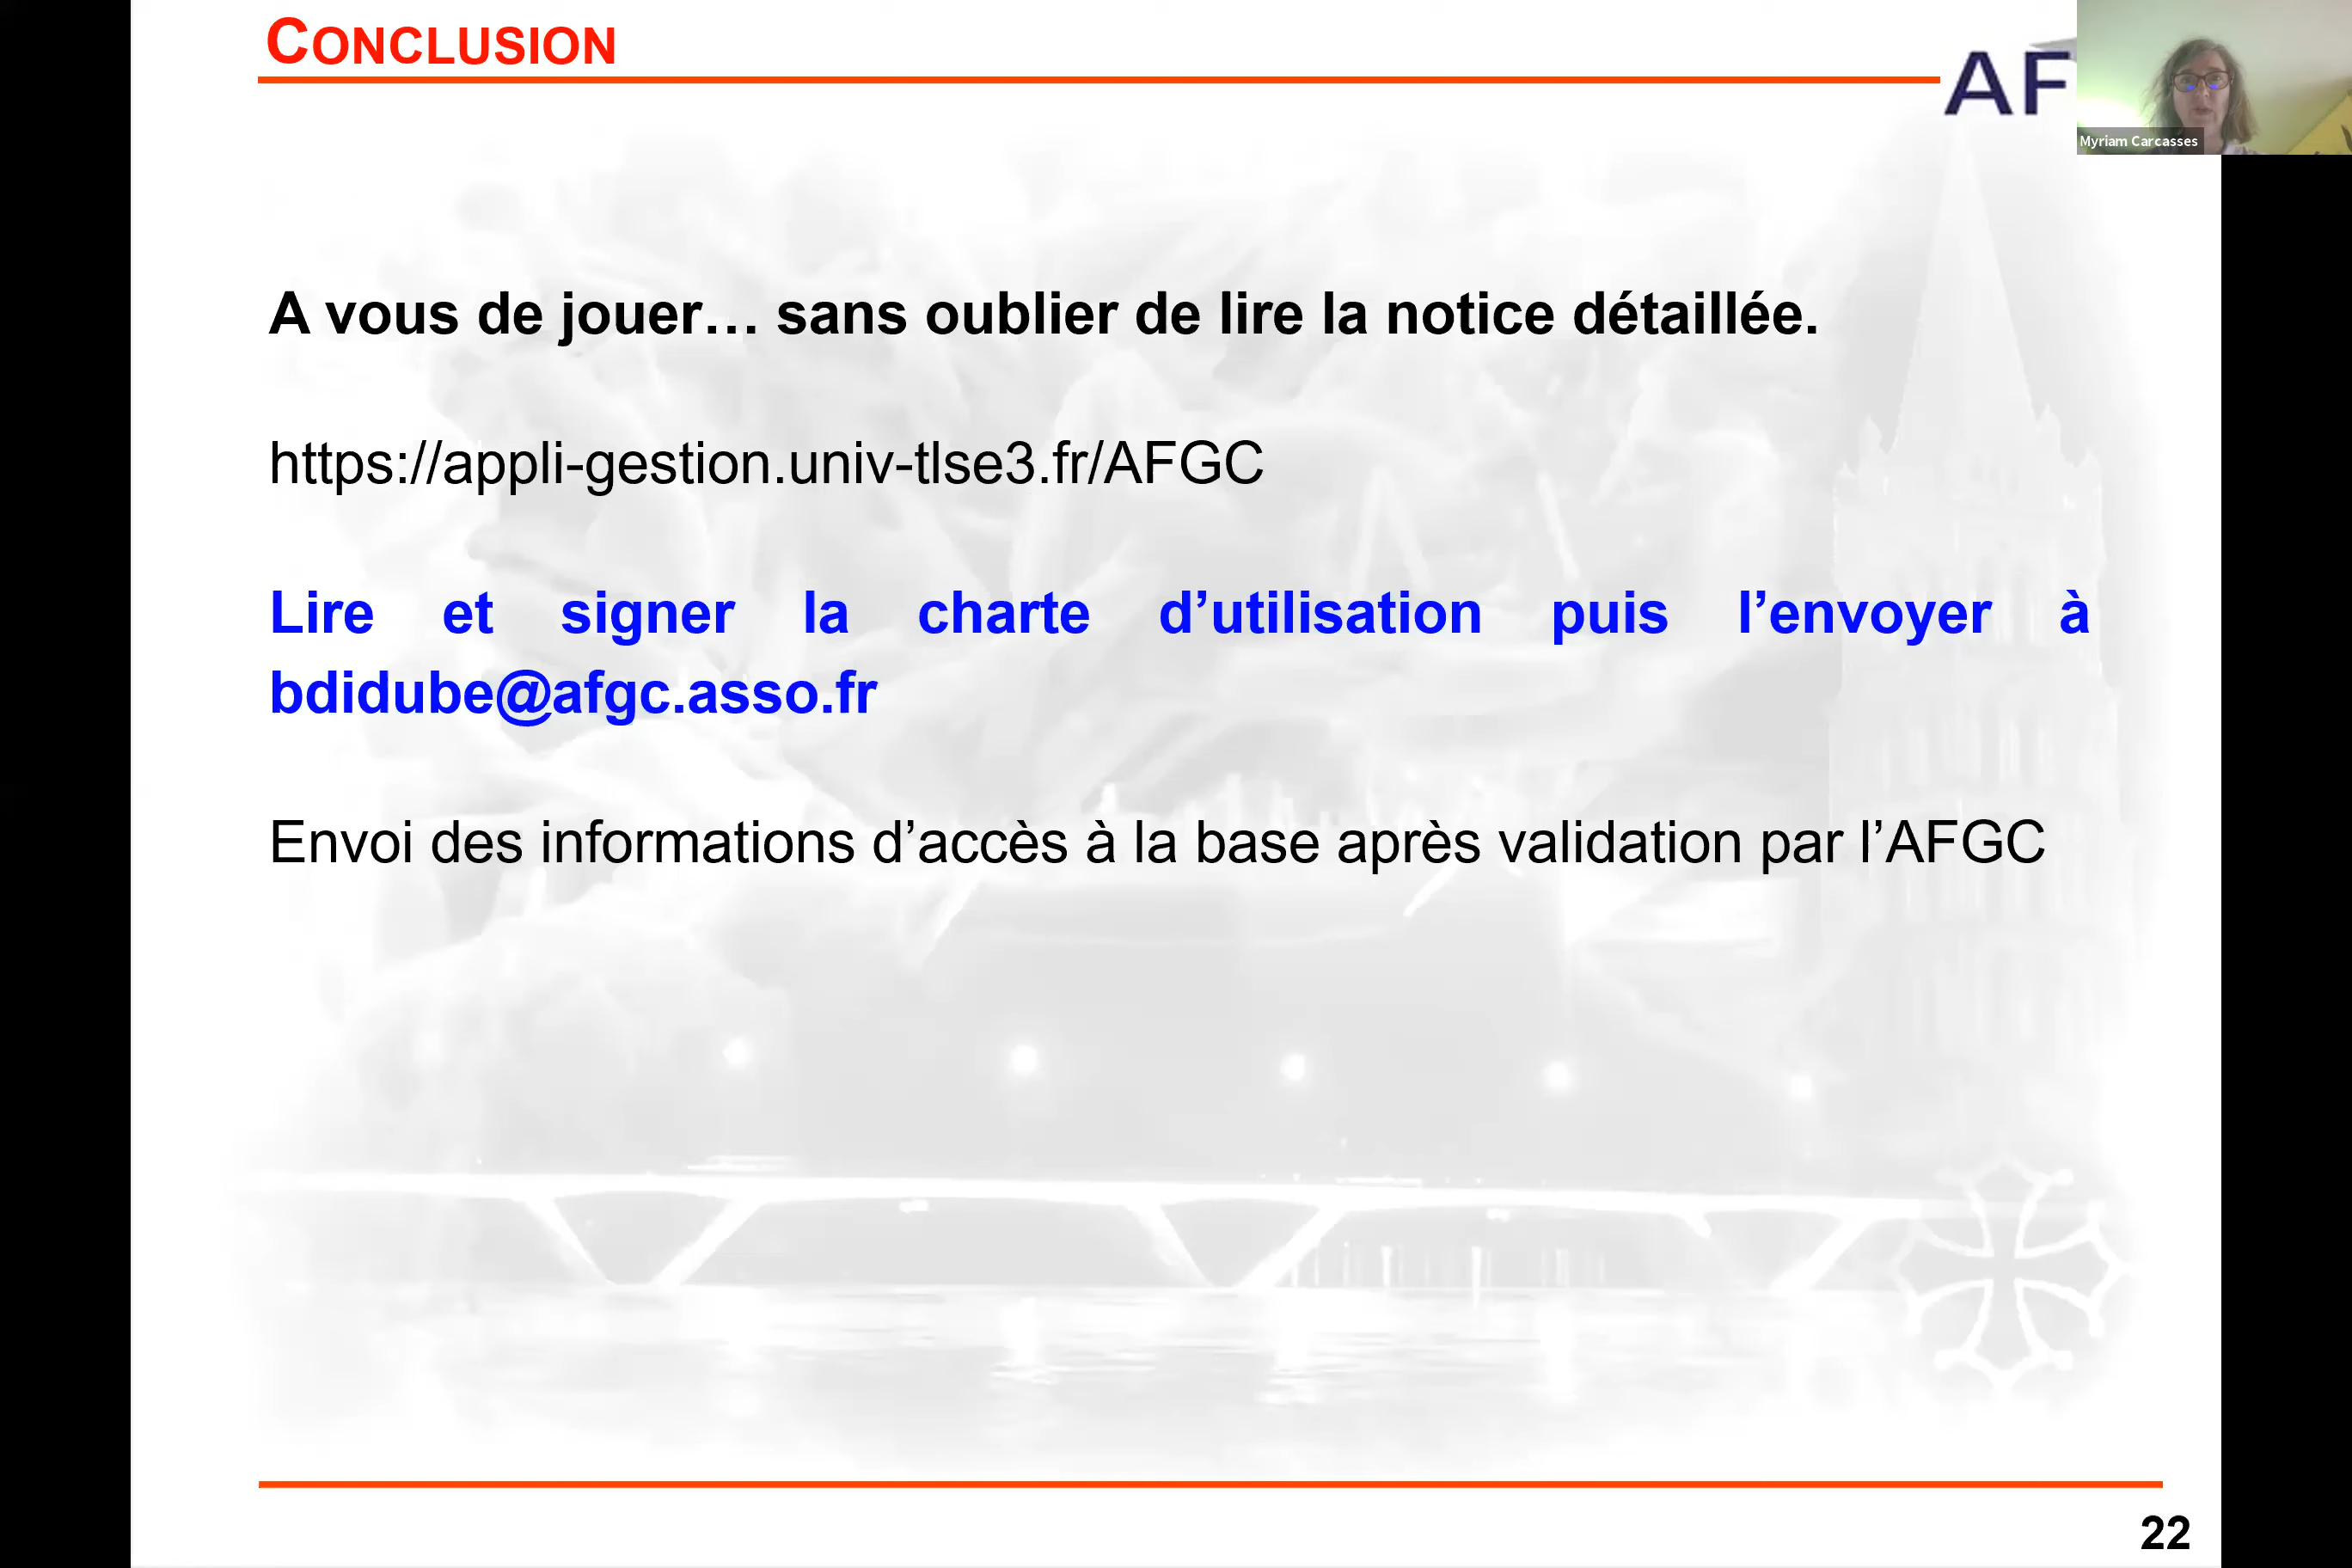 CONCLUSION
AF
Myriam Carcasses
A vous de jouer… sans oublier de lire la notice détaillée.
https://appli-gestion.univ-tlse3.fr/AFGC
Lire et signer la charte d’utilisation puis l’envoyer à
bdidube@afgc.asso.fr
Envoi des informations d’accès à la base après validation par l’AFGC
22